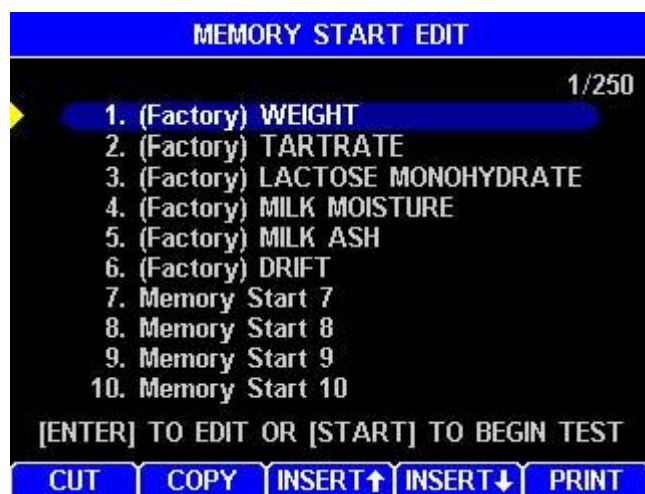 MEMORY START EDIT
1/250
1. (Factory) WEIGHT
2. (Factory) TARTRATE
3. (Factory) LACTOSE MONOHYDRATE
4. (Factory) MILK MOISTURE
5. (Factory) MILK ASH
6. (Factory) DRIFT
7. Memory Start 7
8. Memory Start 8
9. Memory Start 9
10. Memory Start 10
[ENTER] TO EDIT OR [START] TO BEGIN TEST
CUT COPY INSERT↑ INSERT↓ PRINT